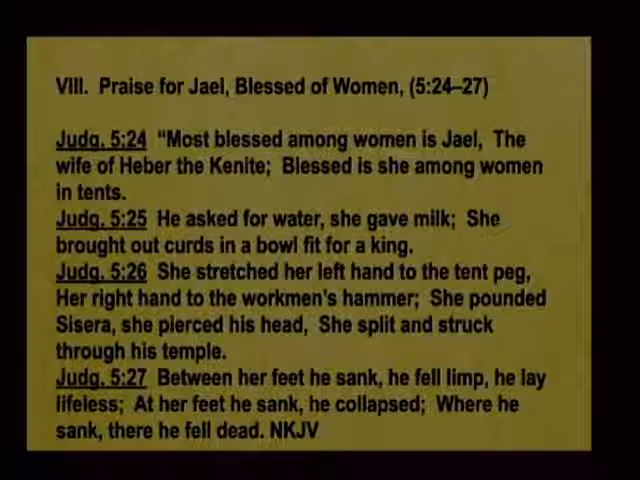 VIII. Praise for Jael, Blessed of Women, (5:24–27)
Judg. 5:24 “Most blessed among women is Jael, The
wife of Heber the Kenite; Blessed is she among women
in tents.
Judg. 5:25 He asked for water, she gave milk; She
brought out curds in a bowl fit for a king.
Judg. 5:26 She stretched her left hand to the tent peg,
Her right hand to the workmen’s hammer; She pounded
Sisera, she pierced his head, She split and struck
through his temple.
Judg. 5:27 Between her feet he sank, he fell limp, he lay
lifeless; At her feet he sank, he collapsed; Where he
sank, there he fell dead. NKJV